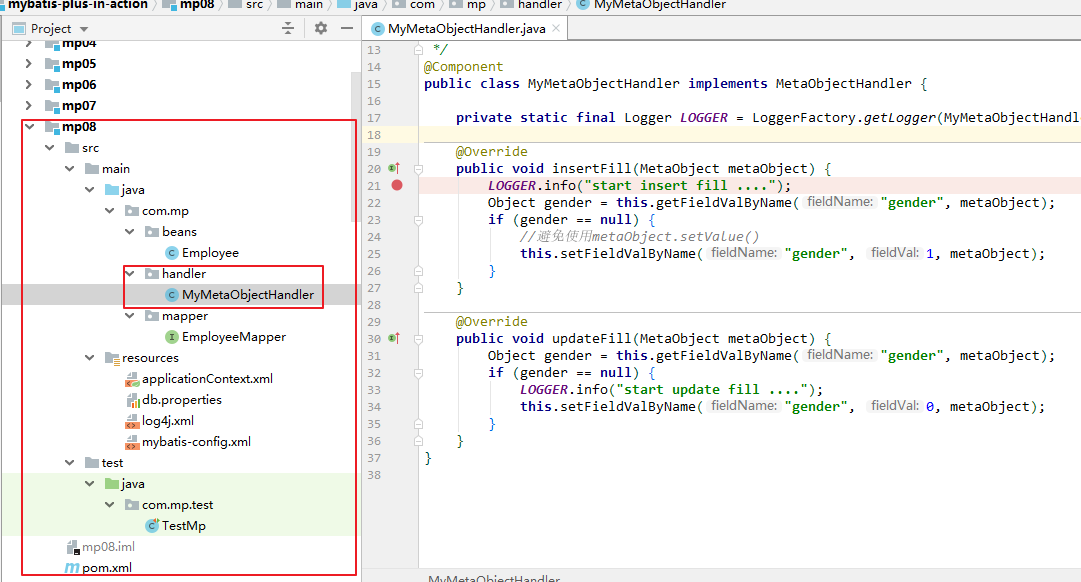 mybatis-plus-in-action mp08 src main java com mp handler MyMetaObjectHandler
Project
mp04
mp05
mp06
mp07
mp08
src
main
java
com.mp
beans
Employee
handler
MyMetaObjectHandler
mapper
EmployeeMapper
resources
applicationContext.xml
db.properties
log4j.xml
mybatis-config.xml
test
java
com.mp.test
TestMp
mp08.iml
pom.xml
MyMetaObjectHandler.java
13 */
14 @Component
15 public class MyMetaObjectHandler implements MetaObjectHandler {
16
17 private static final Logger LOGGER = LoggerFactory.getLogger(MyMetaObjectHandl
18
19 @Override
20 public void insertFill(MetaObject metaObject) {
21 LOGGER.info("start insert fill ....");
22 Object gender = this.getFieldValByName( fieldName: "gender", metaObject);
23 if (gender == null) {
24 //避免使用metaObject.setValue()
25 this.setFieldValByName( fieldName: "gender", fieldVal: 1, metaObject);
26 }
27 }
28
29 @Override
30 public void updateFill(MetaObject metaObject) {
31 Object gender = this.getFieldValByName( fieldName: "gender", metaObject);
32 if (gender == null) {
33 LOGGER.info("start update fill ....");
34 this.setFieldValByName( fieldName: "gender", fieldVal: 0, metaObject);
35 }
36 }
37 }
38
MyMetaObjectHandler